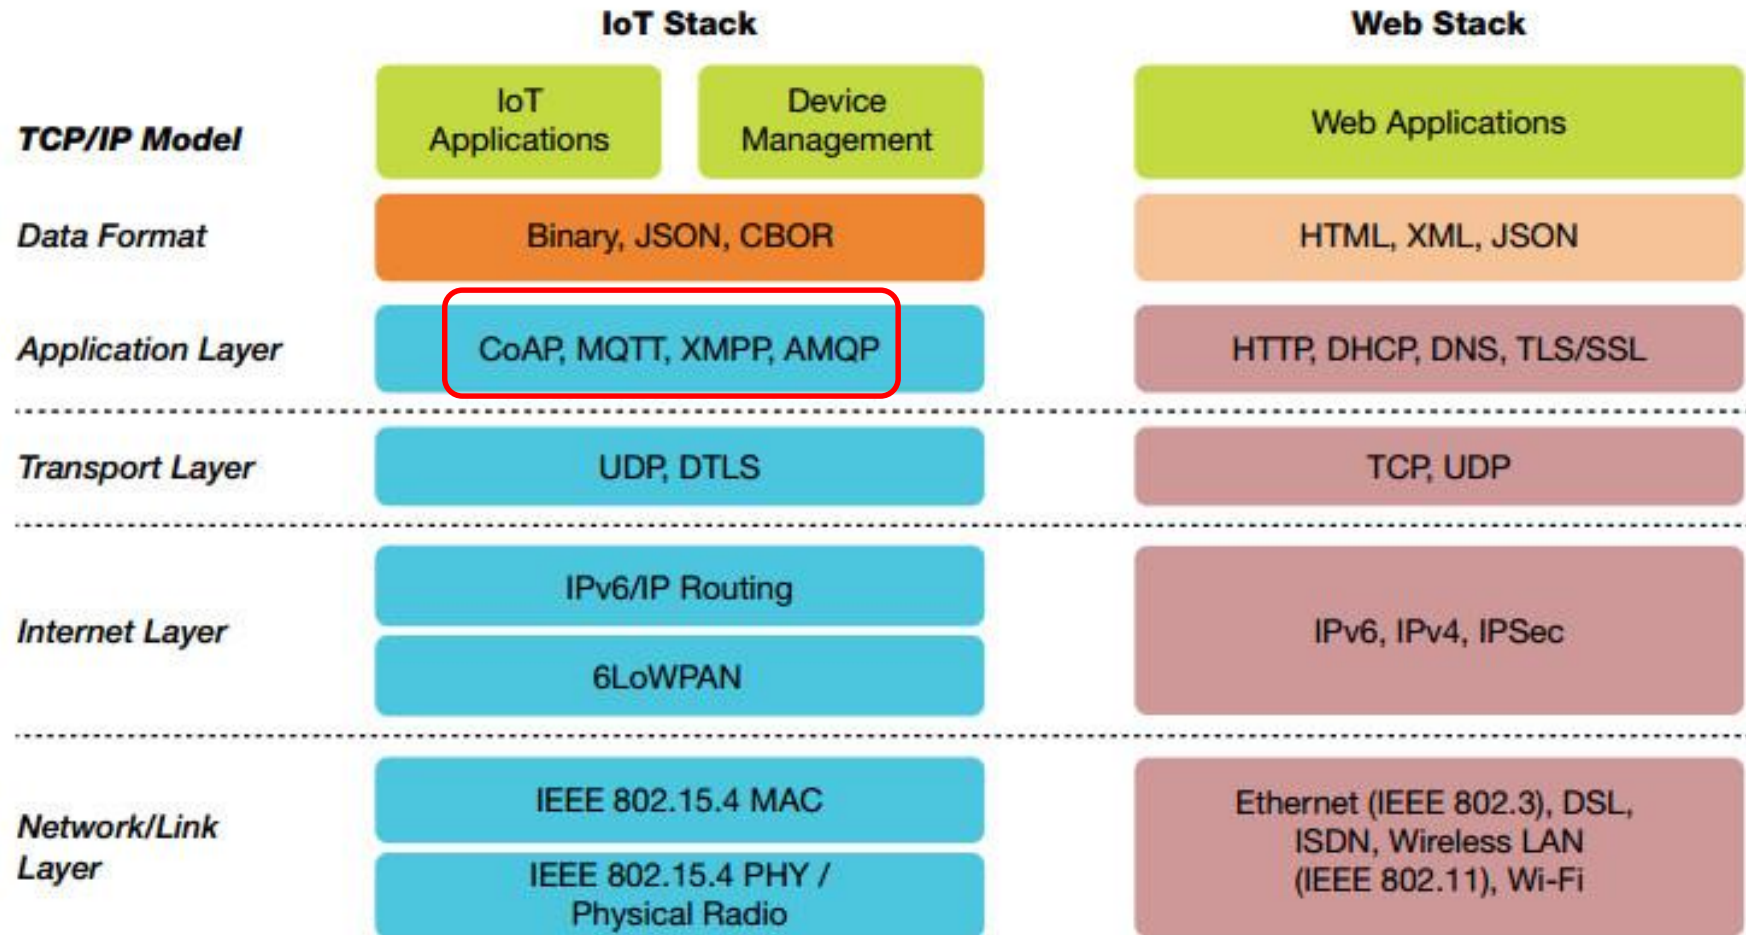 IoT Stack
Web Stack
TCP/IP Model
IoT
Applications
Device
Management
Web Applications
Data Format
Binary, JSON, CBOR
HTML, XML, JSON
Application Layer
CoAP, MQTT, XMPP, AMQP
HTTP, DHCP, DNS, TLS/SSL
Transport Layer
UDP, DTLS
TCP, UDP
Internet Layer
IPv6/IP Routing
6LoWPAN
IPv6, IPv4, IPSec
Network/Link
Layer
IEEE 802.15.4 MAC
IEEE 802.15.4 PHY /
Physical Radio
Ethernet (IEEE 802.3), DSL,
ISDN, Wireless LAN
(IEEE 802.11), Wi-Fi